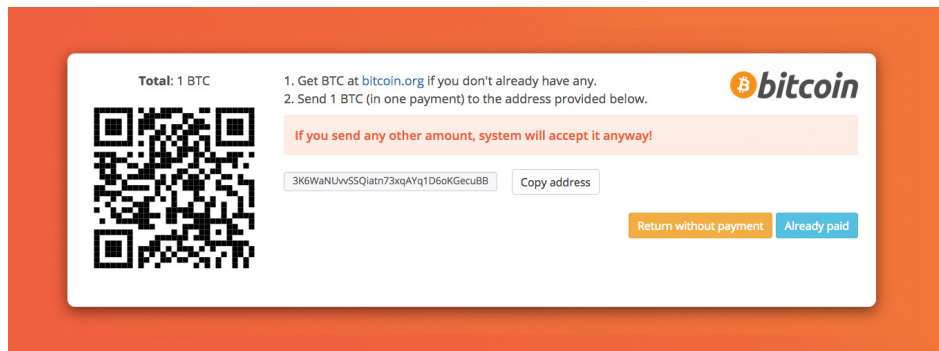 Total: 1 BTC
1. Get BTC at bitcoin.org if you don't already have any.
2. Send 1 BTC (in one payment) to the address provided below.
bitcoin
If you send any other amount, system will accept it anyway!
3K6WaNUvvSSQiatn73xqAYq1D6oKGecuBB
Copy address
Return without payment
Already paid